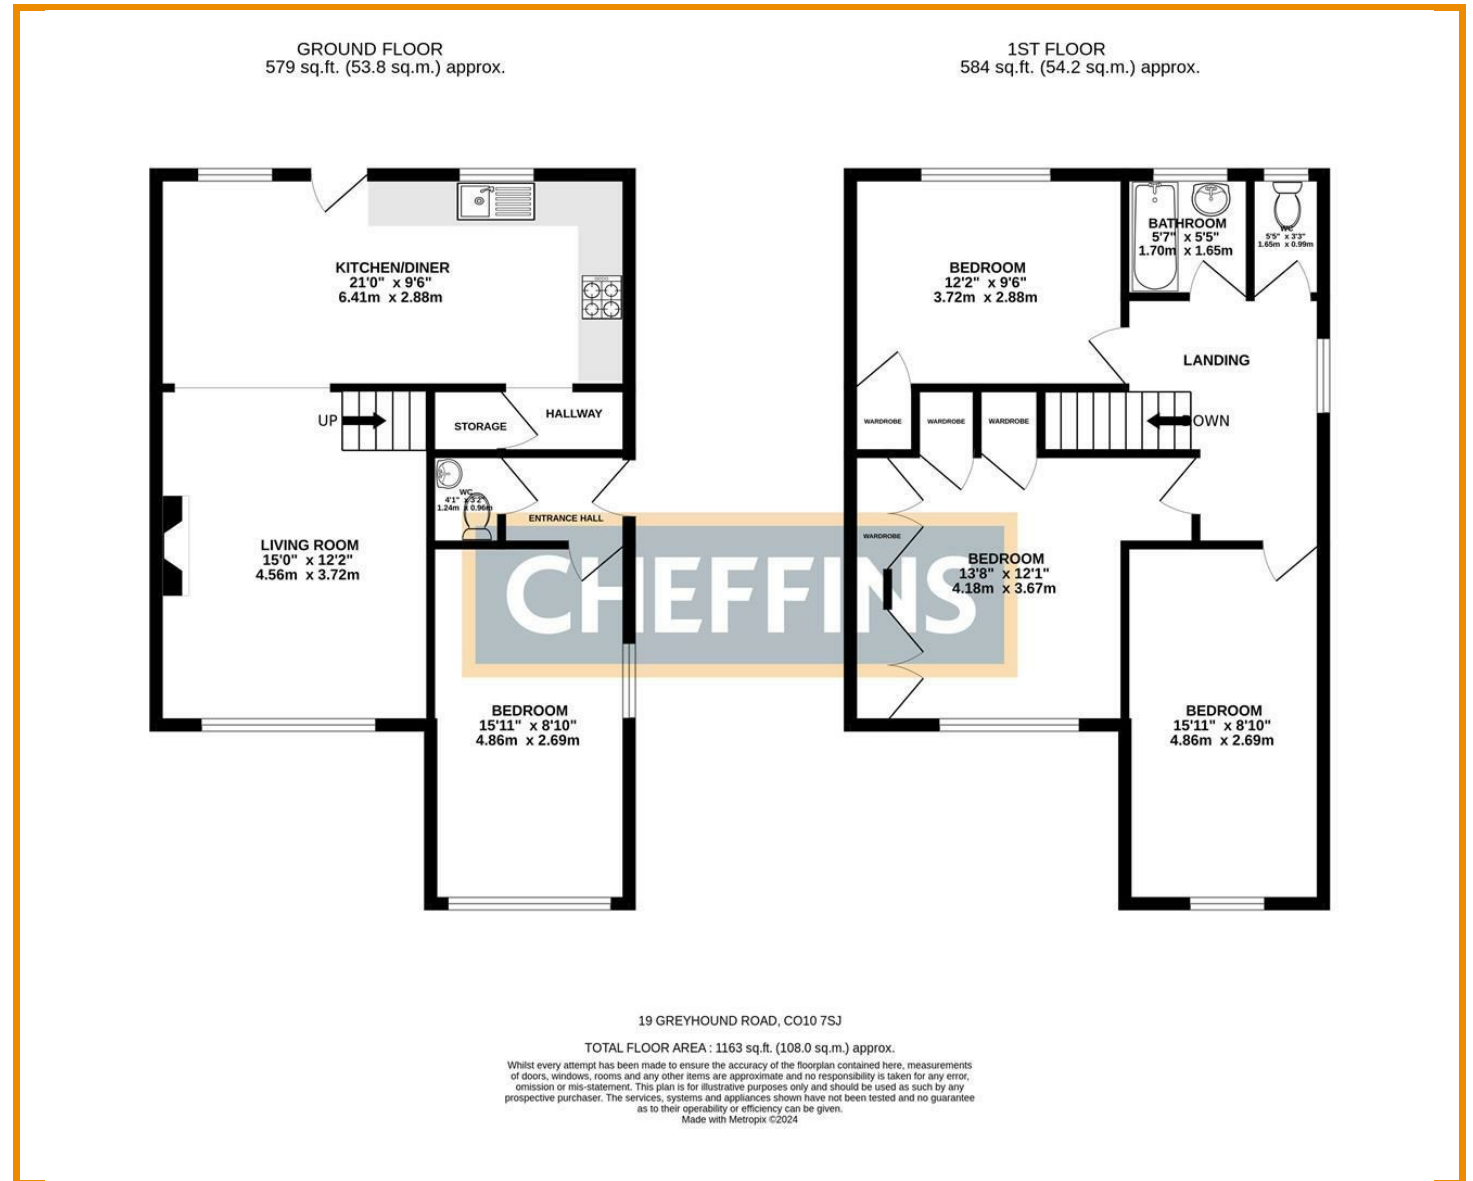 GROUND FLOOR
579 sq.ft. (53.8 sq.m.) approx.
1ST FLOOR
584 sq.ft. (54.2 sq.m.) approx.
KITCHEN/DINER
21'0" x 9'6"
6.41m x 2.88m
UP
STORAGE
HALLWAY
WC
4'1" x 3'2"
1.24m x 0.96m
ENTRANCE HALL
LIVING ROOM
15'0" x 12'2"
4.56m x 3.72m
BEDROOM
15'11" x 8'10"
4.86m x 2.69m
BEDROOM
12'2" x 9'6"
3.72m x 2.88m
BATHROOM
5'7" x 5'5"
1.70m x 1.65m
WC
5'5" x 3'3"
1.65m x 0.99m
LANDING
WARDROBE
WARDROBE
WARDROBE
DOWN
WARDROBE
BEDROOM
13'8" x 12'1"
4.18m x 3.67m
BEDROOM
15'11" x 8'10"
4.86m x 2.69m
CHEFFINS
19 GREYHOUND ROAD, CO10 7SJ
TOTAL FLOOR AREA : 1163 sq.ft. (108.0 sq.m.) approx.
Whilst every attempt has been made to ensure the accuracy of the floorplan contained here, measurements
of doors, windows, rooms and any other items are approximate and no responsibility is taken for any error,
omission or mis-statement. This plan is for illustrative purposes only and should be used as such by any
prospective purchaser. The services, systems and appliances shown have not been tested and no guarantee
as to their operability or efficiency can be given.
Made with Metropix ©2024